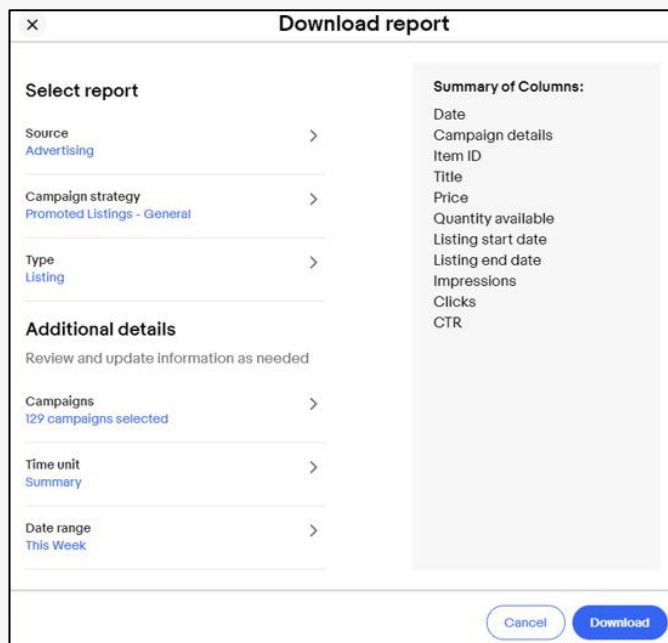 Download report
Select report
Source
Advertising
Campaign strategy
Promoted Listings - General
Type
Listing
Additional details
Review and update information as needed
Campaigns
129 campaigns selected
Time unit
Summary
Date range
This Week
Summary of Columns:
Date
Campaign details
Item ID
Title
Price
Quantity available
Listing start date
Listing end date
Impressions
Clicks
CTR
Cancel
Download